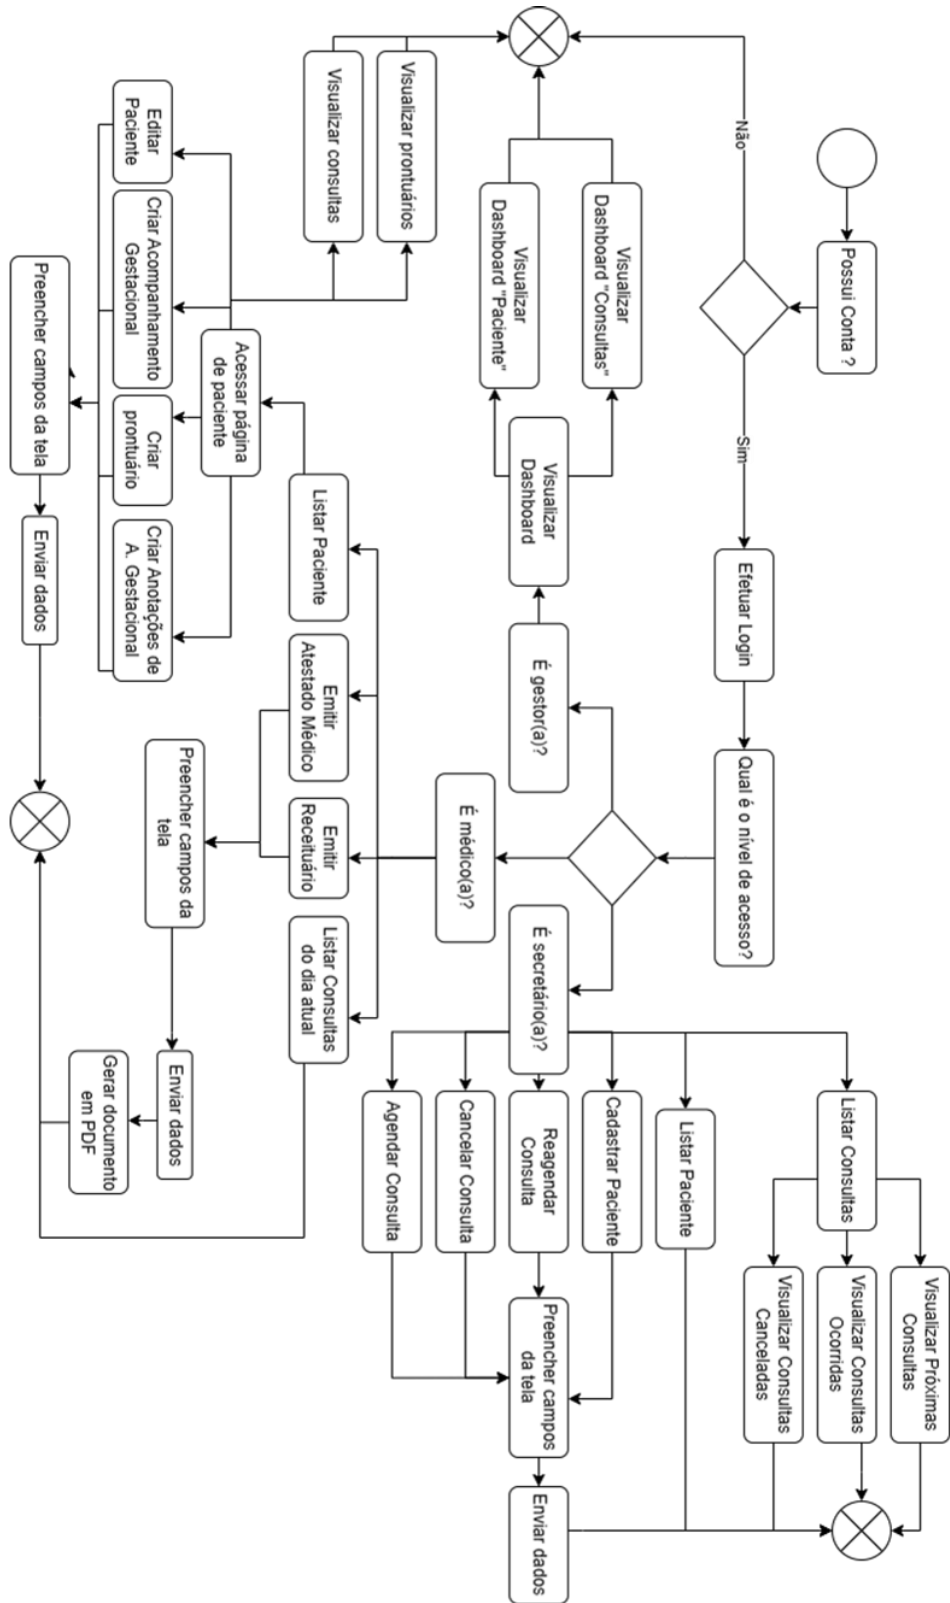 Possui Conta ?
Não
Sim
Efetuar Login
Qual é o nível de acesso?
É gestor(a)?
É médico(a)?
É secretário(a)?
Visualizar
Dashboard
Visualizar
Dashboard "Consultas"
Visualizar
Dashboard "Paciente"
Visualizar prontuários
Visualizar consultas
Listar Consultas
Visualizar Próximas
Consultas
Visualizar Consultas
Ocorridas
Visualizar Consultas
Canceladas
Listar Paciente
Cadastrar Paciente
Reagendar
Consulta
Cancelar Consulta
Agendar Consulta
Preencher campos
da tela
Enviar dados
Listar Paciente
Emitir
Atestado Médico
Emitir
Receituário
Listar Consultas
do dia atual
Acessar página
de paciente
Preencher campos da
tela
Enviar dados
Gerar documento
em PDF
Editar
Paciente
Criar Acompanhamento
Gestacional
Criar
prontuário
Criar Anotações de
A. Gestacional
Preencher campos da tela
Enviar dados